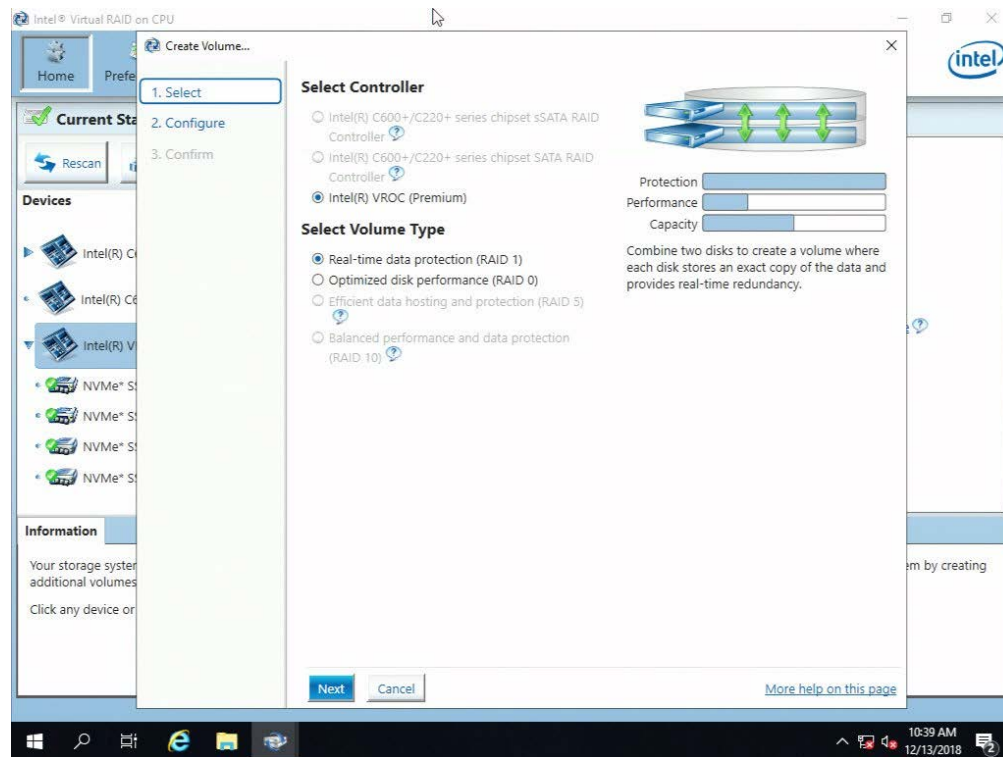 Intel® Virtual RAID on CPU
Home
Create Volume...
intel
1. Select
2. Configure
3. Confirm
Current
Rescan
Devices
Intel(R)
Intel(R)
Intel(R)
NVMe*
NVMe*
NVMe*
NVMe*
Select Controller
Intel(R) C600+/C220+ series chipset sSATA RAID
Controller ?
Intel(R) C600+/C220+ series chipset SATA RAID
Controller ?
Intel(R) VROC (Premium)
Select Volume Type
Real-time data protection (RAID 1)
Optimized disk performance (RAID 0)
Efficient data hosting and protection (RAID 5)
?
Balanced performance and data protection
(RAID 10) ?
Protection
Performance
Capacity
Combine two disks to create a volume where
each disk stores an exact copy of the data and
provides real-time redundancy.
?
Information
Your storage
by creating
additional volumes
Click any device or
Next
Cancel
More help on this page
10:39 AM
12/13/2018
2